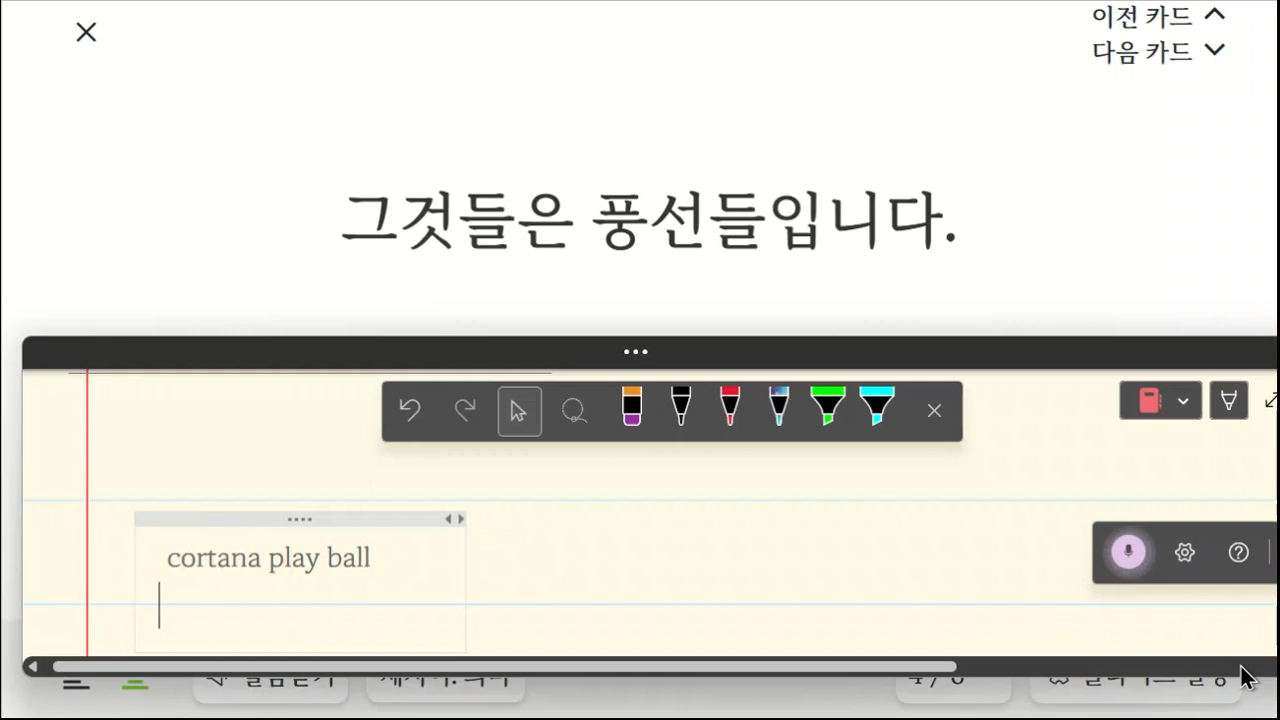 이전 카드
다음 카드
그것들은 풍선들입니다.
cortana play ball